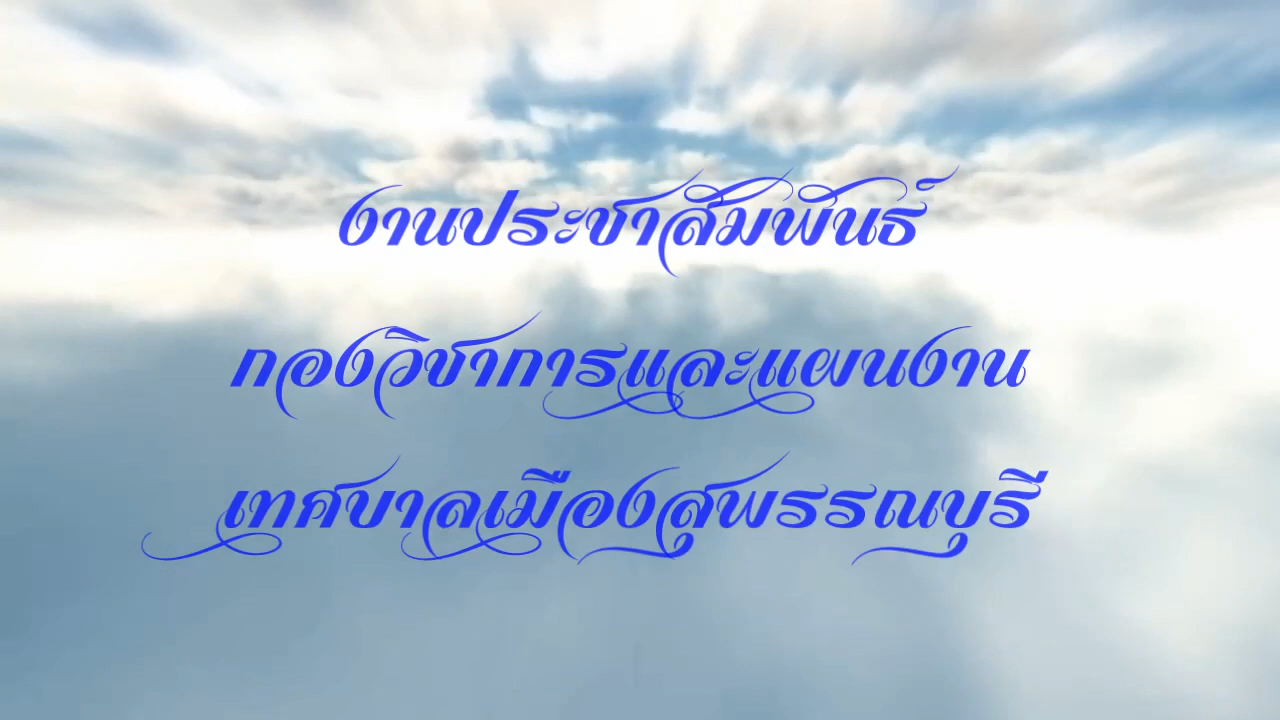 งานประชาสัมพันธ์
กองวิชาการและแผนงาน
เทศบาลเมืองสุพรรณบุรี